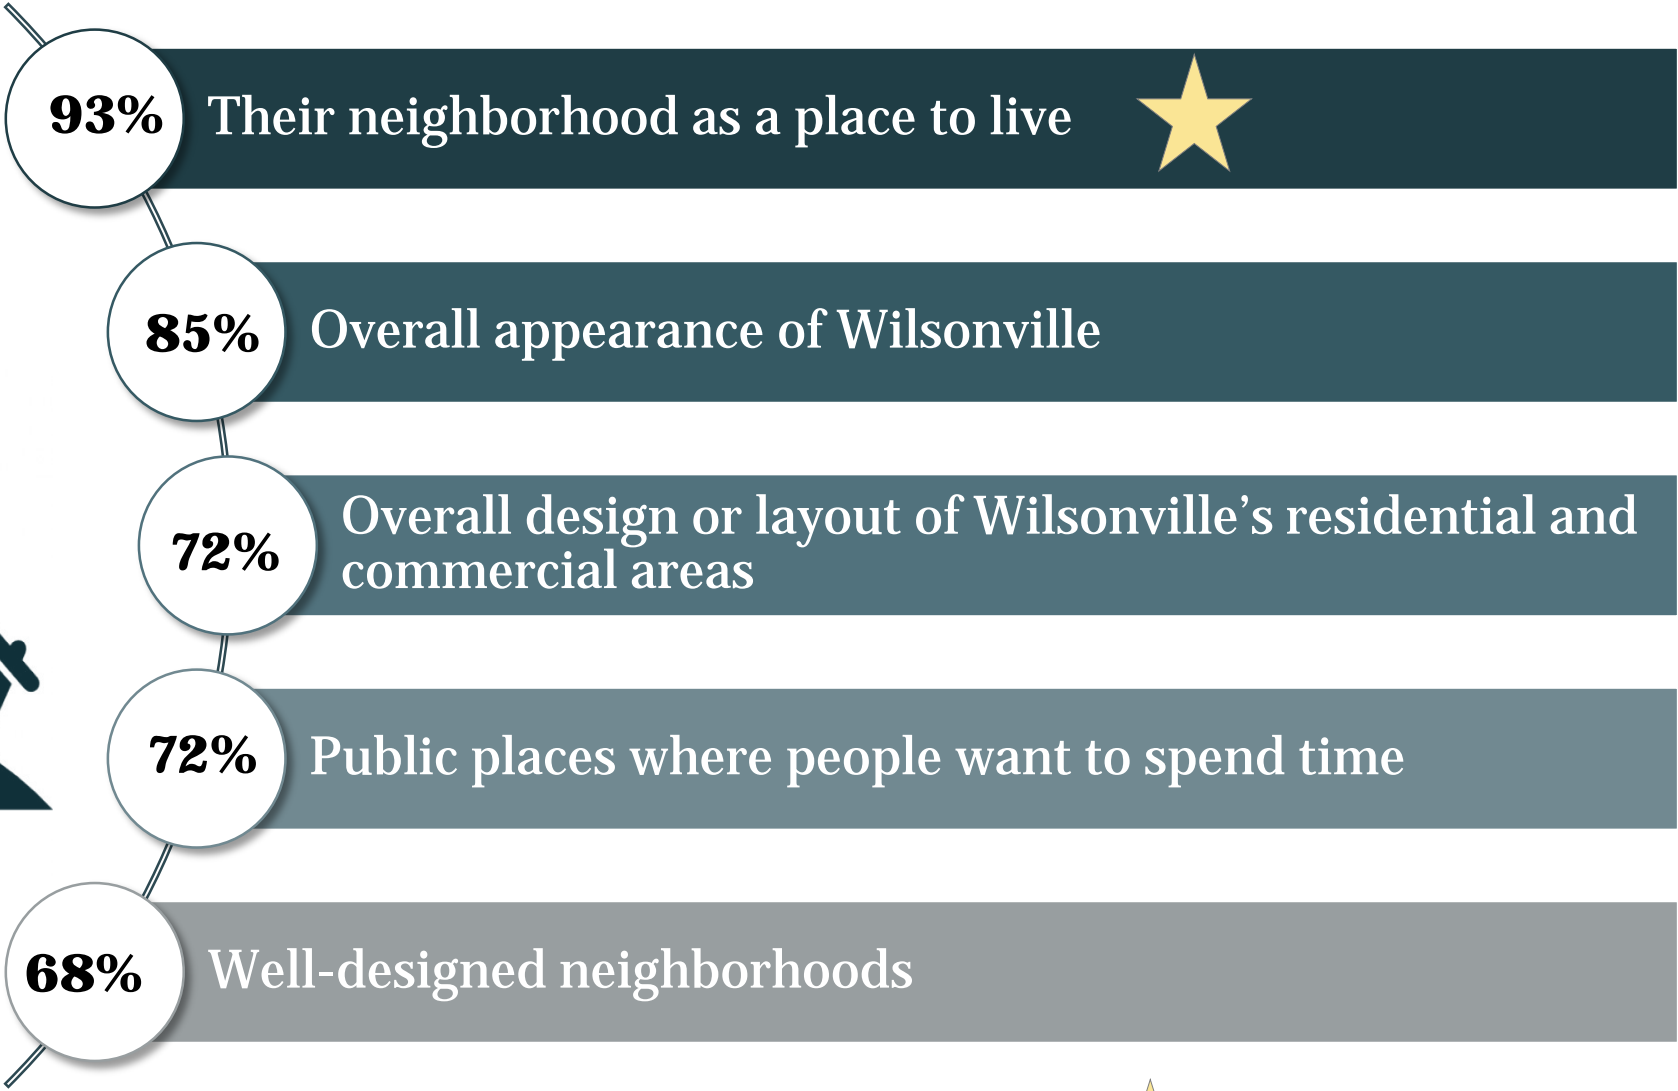 93%
Their neighborhood as a place to live
85%
Overall appearance of Wilsonville
72%
Overall design or layout of Wilsonville’s residential and
commercial areas
72%
Public places where people want to spend time
68%
Well-designed neighborhoods